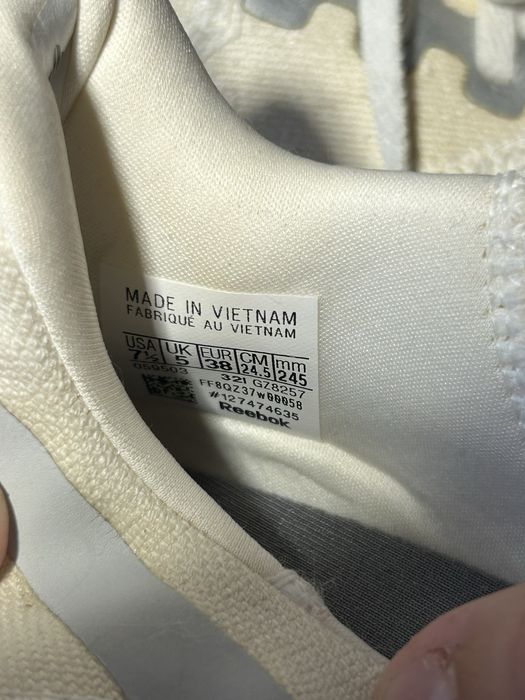 MADE IN VIETNAM
FABRIQUÉ AU VIETNAM
USA UK EUR CM mm
7½ 5 38 24.5 245
059503 321 GZ8257
FF8QZ37W00058
#127474635
Reebok